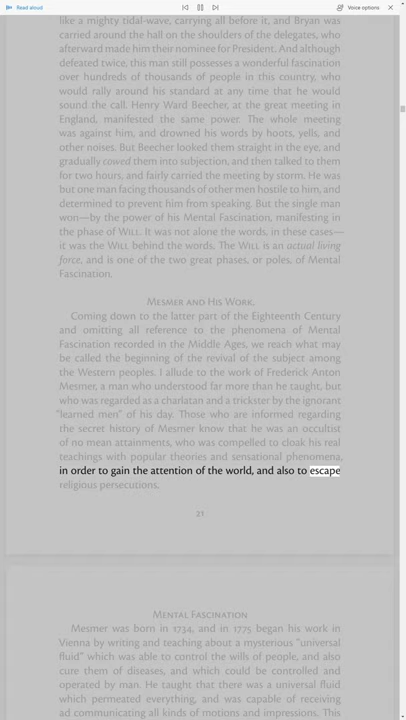 Read aloud
Voice options
like a mighty tidal-wave, carrying all before it, and Bryan was
carried around the hall on the shoulders of the delegates, who
afterward made him their nominee for President. And although
defeated twice, this man still possesses a wonderful fascination
over hundreds of thousands of people in this country, who
would rally around his standard at any time that he would
sound the call. Henry Ward Beecher, at the great meeting in
England, manifested the same power. The whole meeting
was against him, and drowned his words by hoots, yells, and
other noises. But Beecher looked them straight in the eye, and
gradually cowed them into subjection, and then talked to them
for two hours, and fairly carried the meeting by storm. He was
but one man facing thousands of other men hostile to him, and
determined to prevent him from speaking. But the single man
won—by the power of his Mental Fascination, manifesting in
the phase of WILL. It was not alone the words, in these cases—
it was the WILL behind the words. The WILL is an actual living
force, and is one of the two great phases, or poles, of Mental
Fascination.
MESMER AND HIS WORK.
Coming down to the latter part of the Eighteenth Century
and omitting all reference to the phenomena of Mental
Fascination recorded in the Middle Ages, we reach what may
be called the beginning of the revival of the subject among
the Western peoples. I allude to the work of Frederick Anton
Mesmer, a man who understood far more than he taught, but
who was regarded as a charlatan and a trickster by the ignorant
"learned men" of his day. Those who are informed regarding
the secret history of Mesmer know that he was an occultist
of no mean attainments, who was compelled to cloak his real
teachings with popular theories and sensational phenomena,
in order to gain the attention of the world, and also to escape
religious persecutions.
21
MENTAL FASCINATION
Mesmer was born in 1734, and in 1775 began his work in
Vienna by writing and teaching about a mysterious "universal
fluid" which was able to control the wills of people, and also
cure them of diseases, and which could be controlled and
operated by man. He taught that there was a universal fluid
which permeated everything, and was capable of receiving
ad communicating all kinds of motions and impressions. This